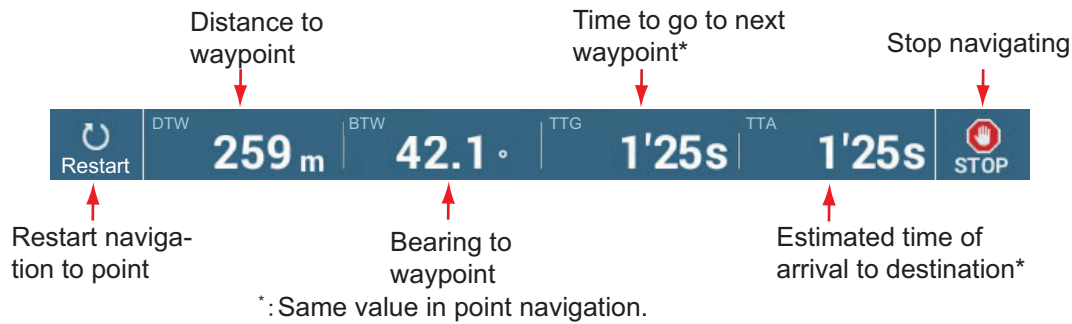 Distance to
waypoint
Time to go to next
waypoint*
Stop navigating
Restart
DTW
259 m
BTW
42.1 °
TTG
1'25s
TTA
1'25s
STOP
Restart naviga-
tion to point
Bearing to
waypoint
Estimated time of
arrival to destination*
*: Same value in point navigation.